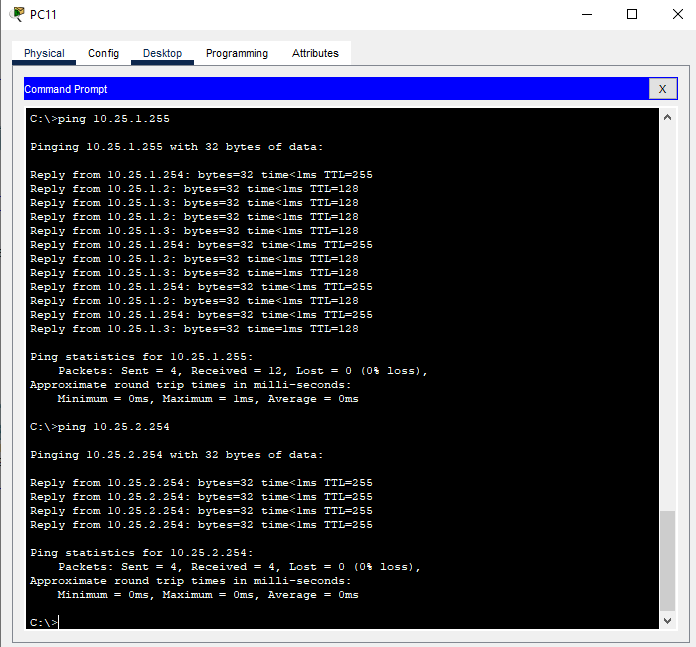 PC11
Physical Config Desktop Programming Attributes
Command Prompt X
C:\>ping 10.25.1.255
Pinging 10.25.1.255 with 32 bytes of data:
Reply from 10.25.1.254: bytes=32 time<1ms TTL=255
Reply from 10.25.1.2: bytes=32 time<1ms TTL=128
Reply from 10.25.1.3: bytes=32 time<1ms TTL=128
Reply from 10.25.1.2: bytes=32 time<1ms TTL=128
Reply from 10.25.1.3: bytes=32 time<1ms TTL=128
Reply from 10.25.1.254: bytes=32 time<1ms TTL=255
Reply from 10.25.1.2: bytes=32 time<1ms TTL=128
Reply from 10.25.1.3: bytes=32 time=1ms TTL=128
Reply from 10.25.1.254: bytes=32 time<1ms TTL=255
Reply from 10.25.1.2: bytes=32 time<1ms TTL=128
Reply from 10.25.1.254: bytes=32 time<1ms TTL=255
Reply from 10.25.1.3: bytes=32 time=1ms TTL=128
Ping statistics for 10.25.1.255:
Packets: Sent = 4, Received = 12, Lost = 0 (0% loss),
Approximate round trip times in milli-seconds:
Minimum = 0ms, Maximum = 1ms, Average = 0ms
C:\>ping 10.25.2.254
Pinging 10.25.2.254 with 32 bytes of data:
Reply from 10.25.2.254: bytes=32 time<1ms TTL=255
Reply from 10.25.2.254: bytes=32 time<1ms TTL=255
Reply from 10.25.2.254: bytes=32 time<1ms TTL=255
Reply from 10.25.2.254: bytes=32 time<1ms TTL=255
Ping statistics for 10.25.2.254:
Packets: Sent = 4, Received = 4, Lost = 0 (0% loss),
Approximate round trip times in milli-seconds:
Minimum = 0ms, Maximum = 0ms, Average = 0ms
C:\>